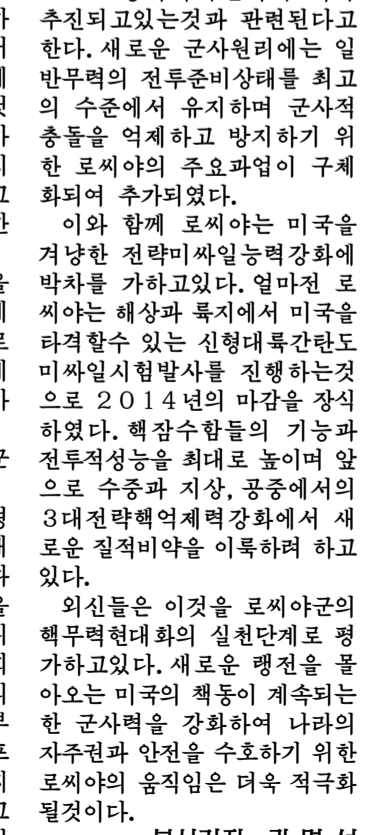 추진되고있는것과 관련된다고
한다. 새로운 군사원리에는 일
반무력의 전투준비상태를 최고
의 수준에서 유지하며 군사적
충돌을 억제하고 방지하기 위
한 로씨야의 주요과업이 구체
화되여 추가되였다.
이와 함께 로씨야는 미국을
겨냥한 전략미싸일능력강화에
박차를 가하고있다. 얼마전 로
씨야는 해상과 륙지에서 미국을
타격할수 있는 신형대륙간탄도
미싸일시험발사를 진행하는것
으로 2014년의 마감을 장식
하였다. 핵잠수함들의 기능과
전투적성능을 최대로 높이며 앞
으로 수중과 지상, 공중에서의
3대전략핵억제력강화에서 새
로운 질적비약을 이룩하려 하고
있다.
외신들은 이것을 로씨야군의
핵무력현대화의 실천단계로 평
가하고있다. 새로운 랭전을 몰
아오는 미국의 책동이 계속되는
한 군사력을 강화하여 나라의
자주권과 안전을 수호하기 위한
로씨야의 움직임은 더욱 적극화
될것이다.